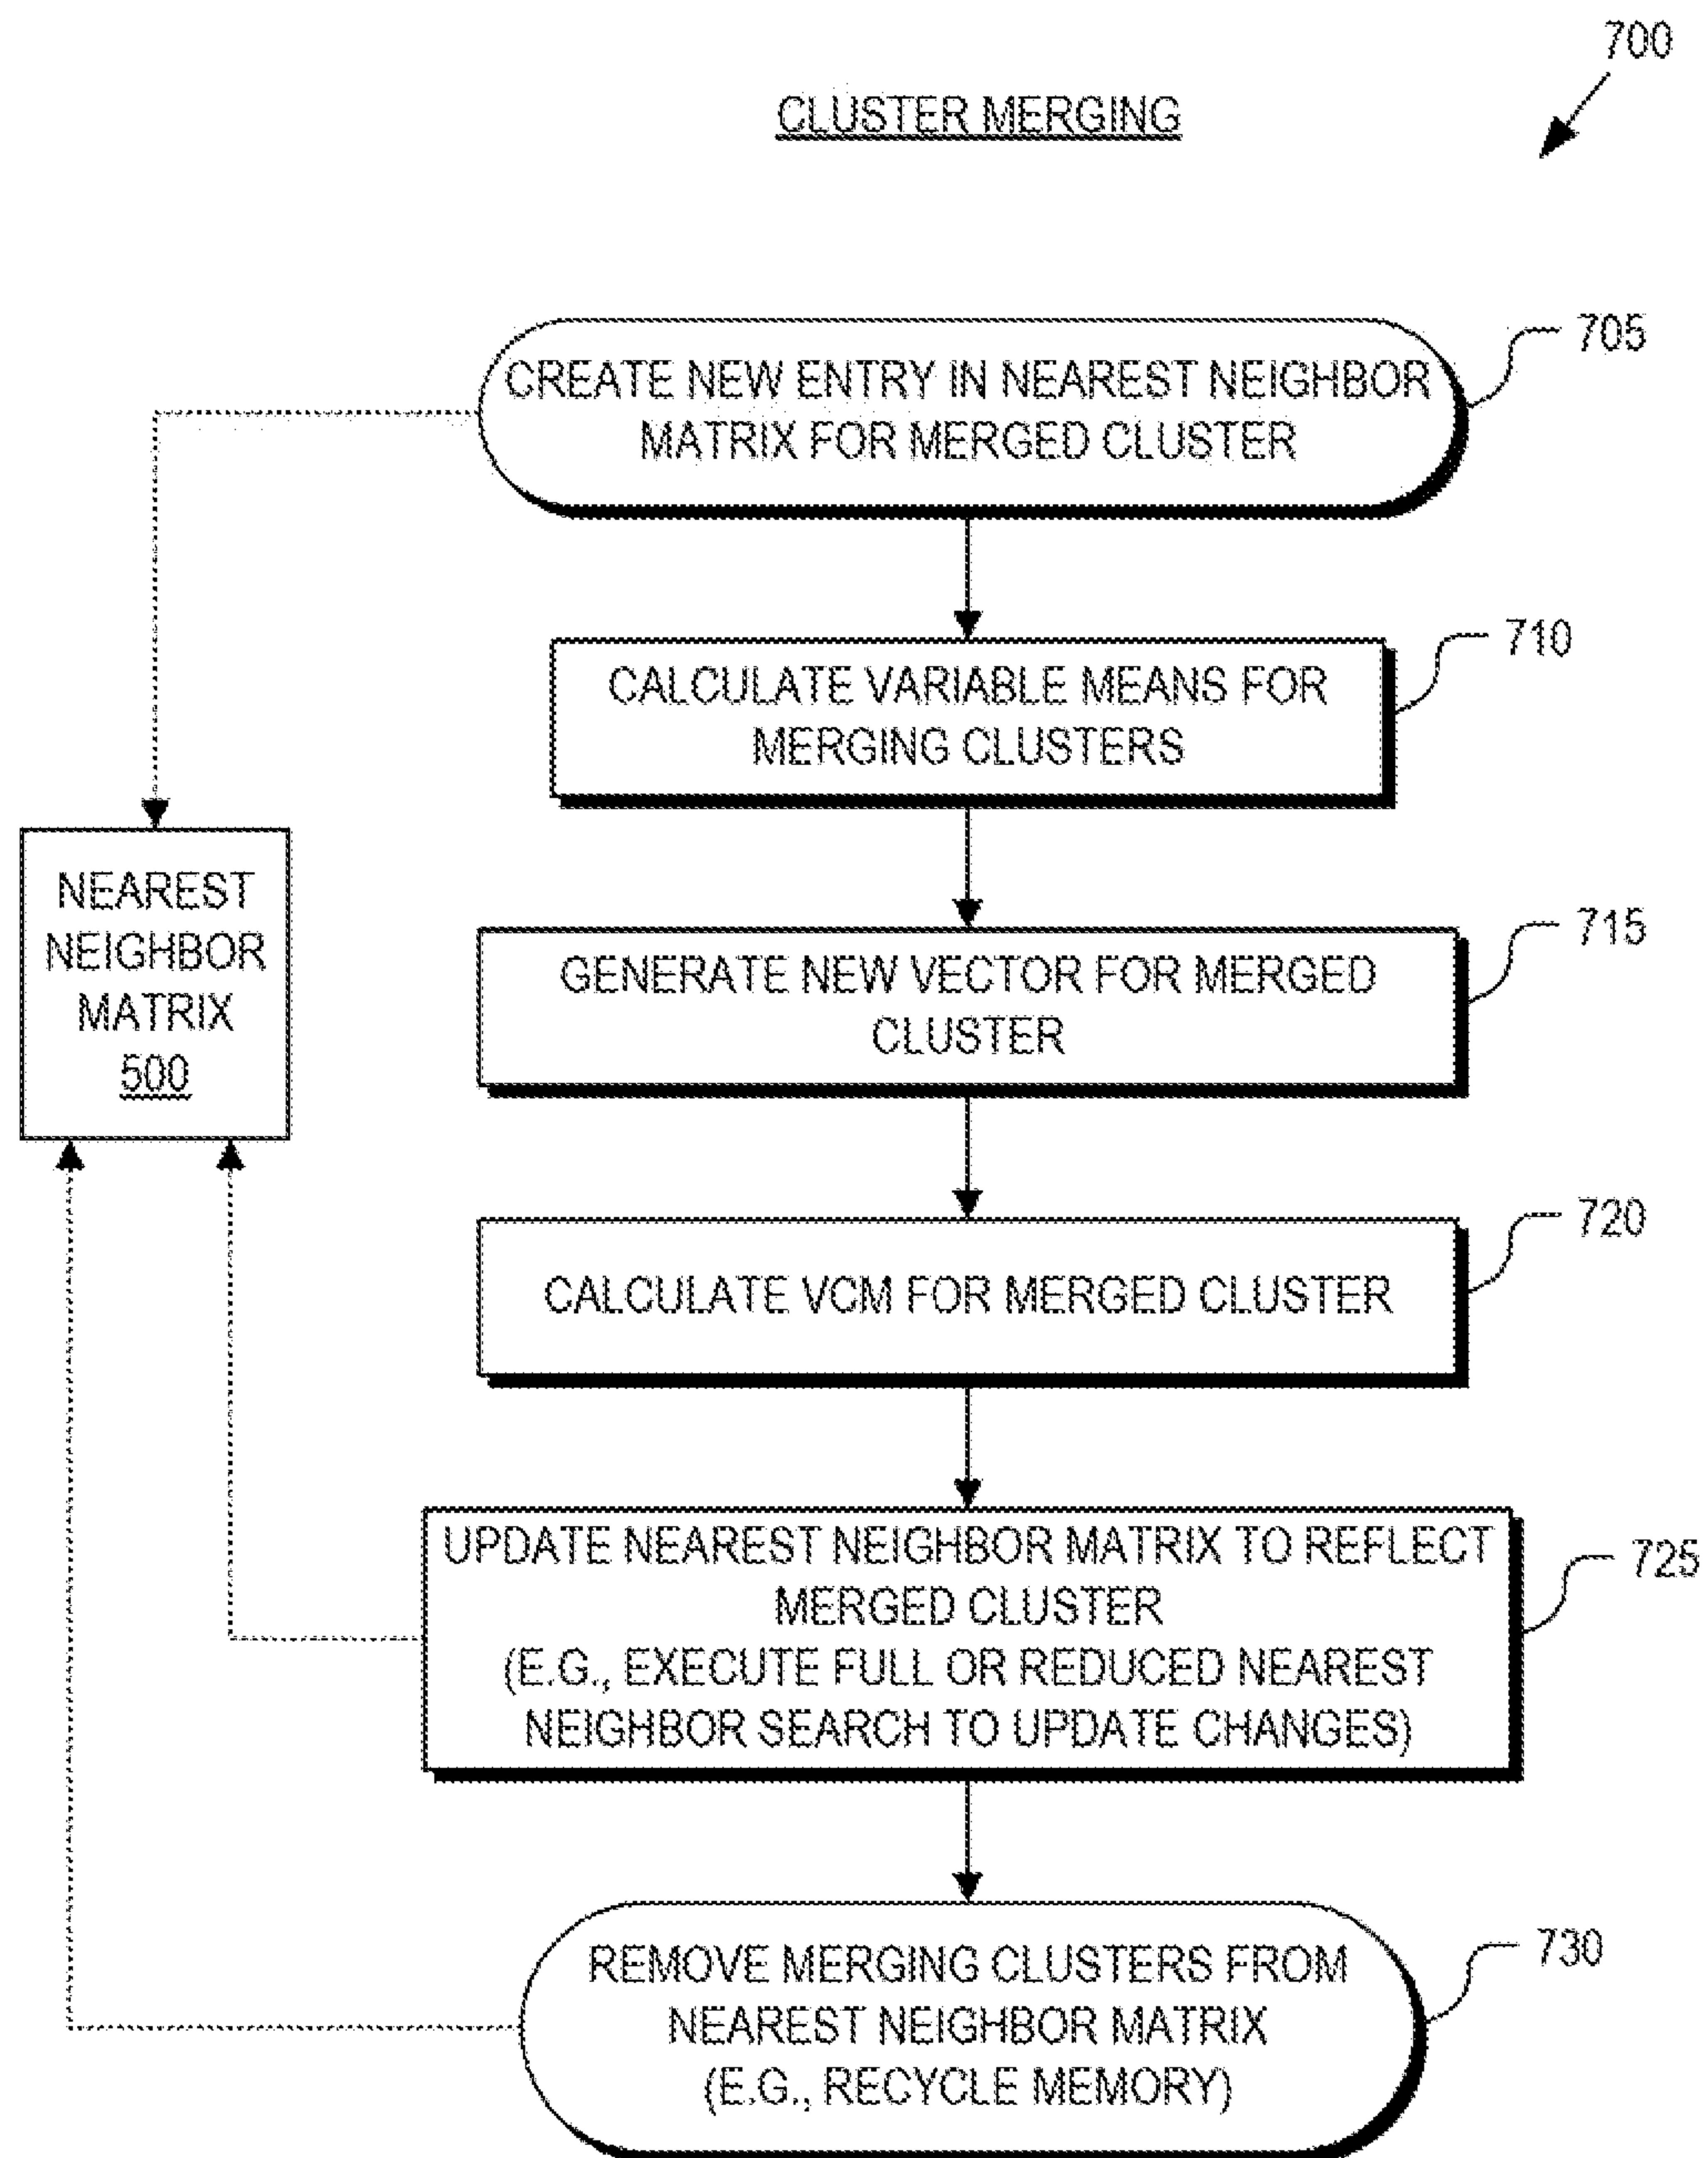 700
CLUSTER MERGING
CREATE NEW ENTRY IN NEAREST NEIGHBOR
MATRIX FOR MERGED CLUSTER
705
CALCULATE VARIABLE MEANS FOR
MERGING CLUSTERS
710
NEAREST
NEIGHBOR
MATRIX
500
GENERATE NEW VECTOR FOR MERGED
CLUSTER
715
CALCULATE VCM FOR MERGED CLUSTER
720
UPDATE NEAREST NEIGHBOR MATRIX TO REFLECT
MERGED CLUSTER
(E.G., EXECUTE FULL OR REDUCED NEAREST
NEIGHBOR SEARCH TO UPDATE CHANGES)
725
REMOVE MERGING CLUSTERS FROM
NEAREST NEIGHBOR MATRIX
(E.G., RECYCLE MEMORY)
730